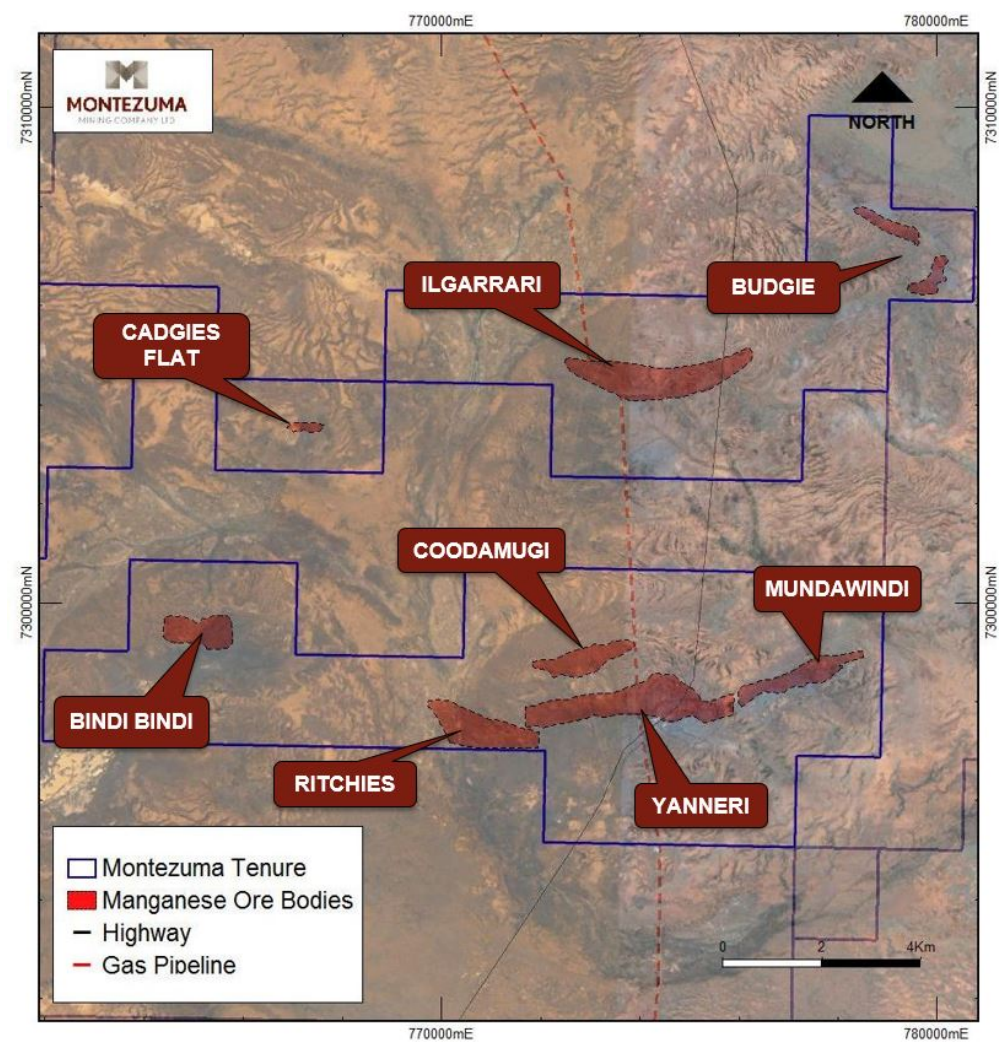 770000mE
780000mE
7310000mN
7310000mN
MONTEZUMA
MINING COMPANY LTD
NORTH
ILGARRARI
BUDGIE
CADGIES
FLAT
COODAMUGI
MUNDAWINDI
7300000mN
7300000mN
BINDI BINDI
RITCHIES
YANNERI
Montezuma Tenure
Manganese Ore Bodies
Highway
Gas Pipeline
0 2 4Km
770000mE
780000mE